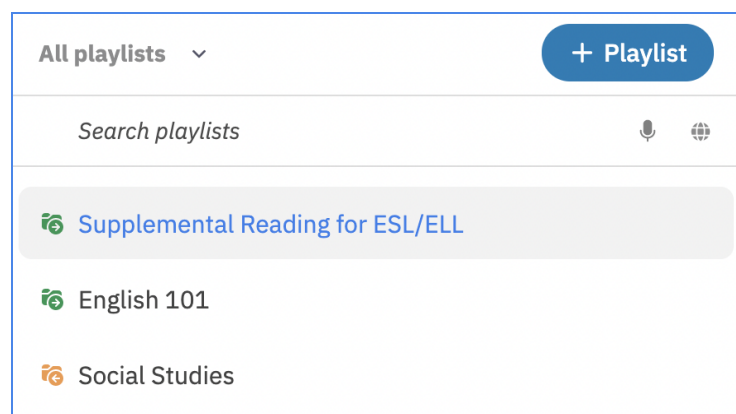 All playlists
+ Playlist
Search playlists
Supplemental Reading for ESL/ELL
English 101
Social Studies